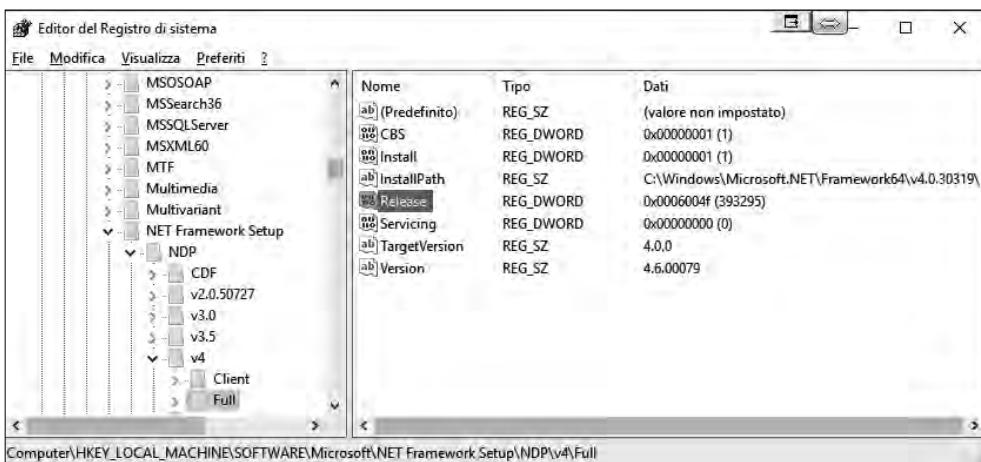 Editor del Registro di sistema
File Modifica Visualizza Preferiti ?
MSOSOAP
MSSearch36
MSSQLServer
MSXML60
MTF
Multimedia
Multivariant
NET Framework Setup
NDP
CDF
v2.0.50727
v3.0
v3.5
v4
Client
Full
Nome Tipo Dati
(Predefinito) REG_SZ (valore non impostato)
CBS REG_DWORD 0x00000001 (1)
Install REG_DWORD 0x00000001 (1)
InstallPath REG_SZ C:\Windows\Microsoft.NET\Framework64\v4.0.30319\
Release REG_DWORD 0x0006004f (393295)
Servicing REG_DWORD 0x00000000 (0)
TargetVersion REG_SZ 4.0.0
Version REG_SZ 4.6.00079
Computer\HKEY_LOCAL_MACHINE\SOFTWARE\Microsoft\NET Framework Setup\NDP\v4\Full